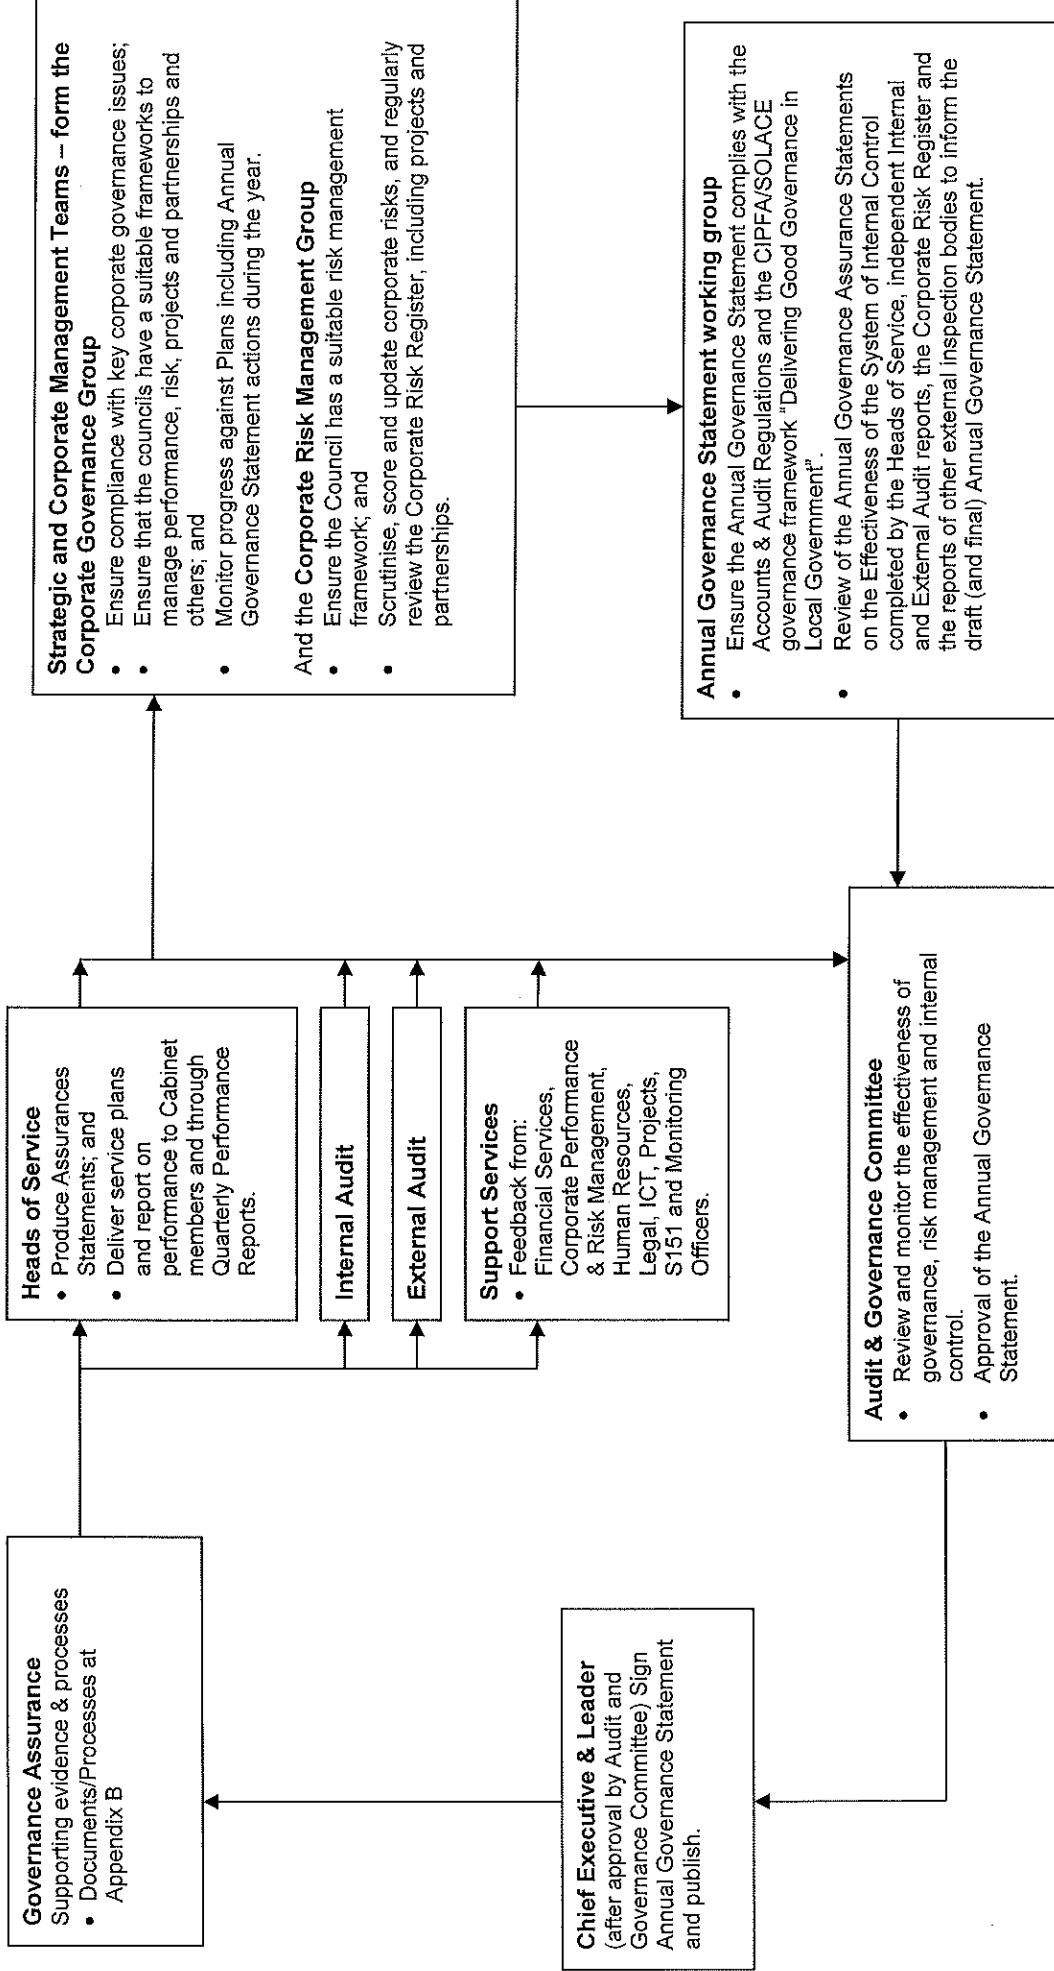 Governance Assurance
Supporting evidence & processes
• Documents/Processes at
Appendix B
Heads of Service
• Produce Assurances
Statements; and
• Deliver service plans
and report on
performance to Cabinet
members and through
Quarterly Performance
Reports.
Internal Audit
External Audit
Support Services
• Feedback from:
Financial Services,
Corporate Performance
& Risk Management,
Human Resources,
Legal, ICT, Projects,
S151 and Monitoring
Officers.
Strategic and Corporate Management Teams – form the
Corporate Governance Group
• Ensure compliance with key corporate governance issues;
• Ensure that the councils have a suitable frameworks to
manage performance, risk, projects and partnerships and
others; and
• Monitor progress against Plans including Annual
Governance Statement actions during the year.
And the Corporate Risk Management Group
• Ensure the Council has a suitable risk management
framework; and
• Scrutinise, score and update corporate risks, and regularly
review the Corporate Risk Register, including projects and
partnerships.
Annual Governance Statement working group
• Ensure the Annual Governance Statement complies with the
Accounts & Audit Regulations and the CIPFA/SOLACE
governance framework “Delivering Good Governance in
Local Government”.
• Review of the Annual Governance Assurance Statements
on the Effectiveness of the System of Internal Control
completed by the Heads of Service, independent Internal
and External Audit reports, the Corporate Risk Register and
the reports of other external inspection bodies to inform the
draft (and final) Annual Governance Statement.
Audit & Governance Committee
• Review and monitor the effectiveness of
governance, risk management and internal
control.
• Approval of the Annual Governance
Statement.
Chief Executive & Leader
(after approval by Audit and
Governance Committee) Sign
Annual Governance Statement
and publish.